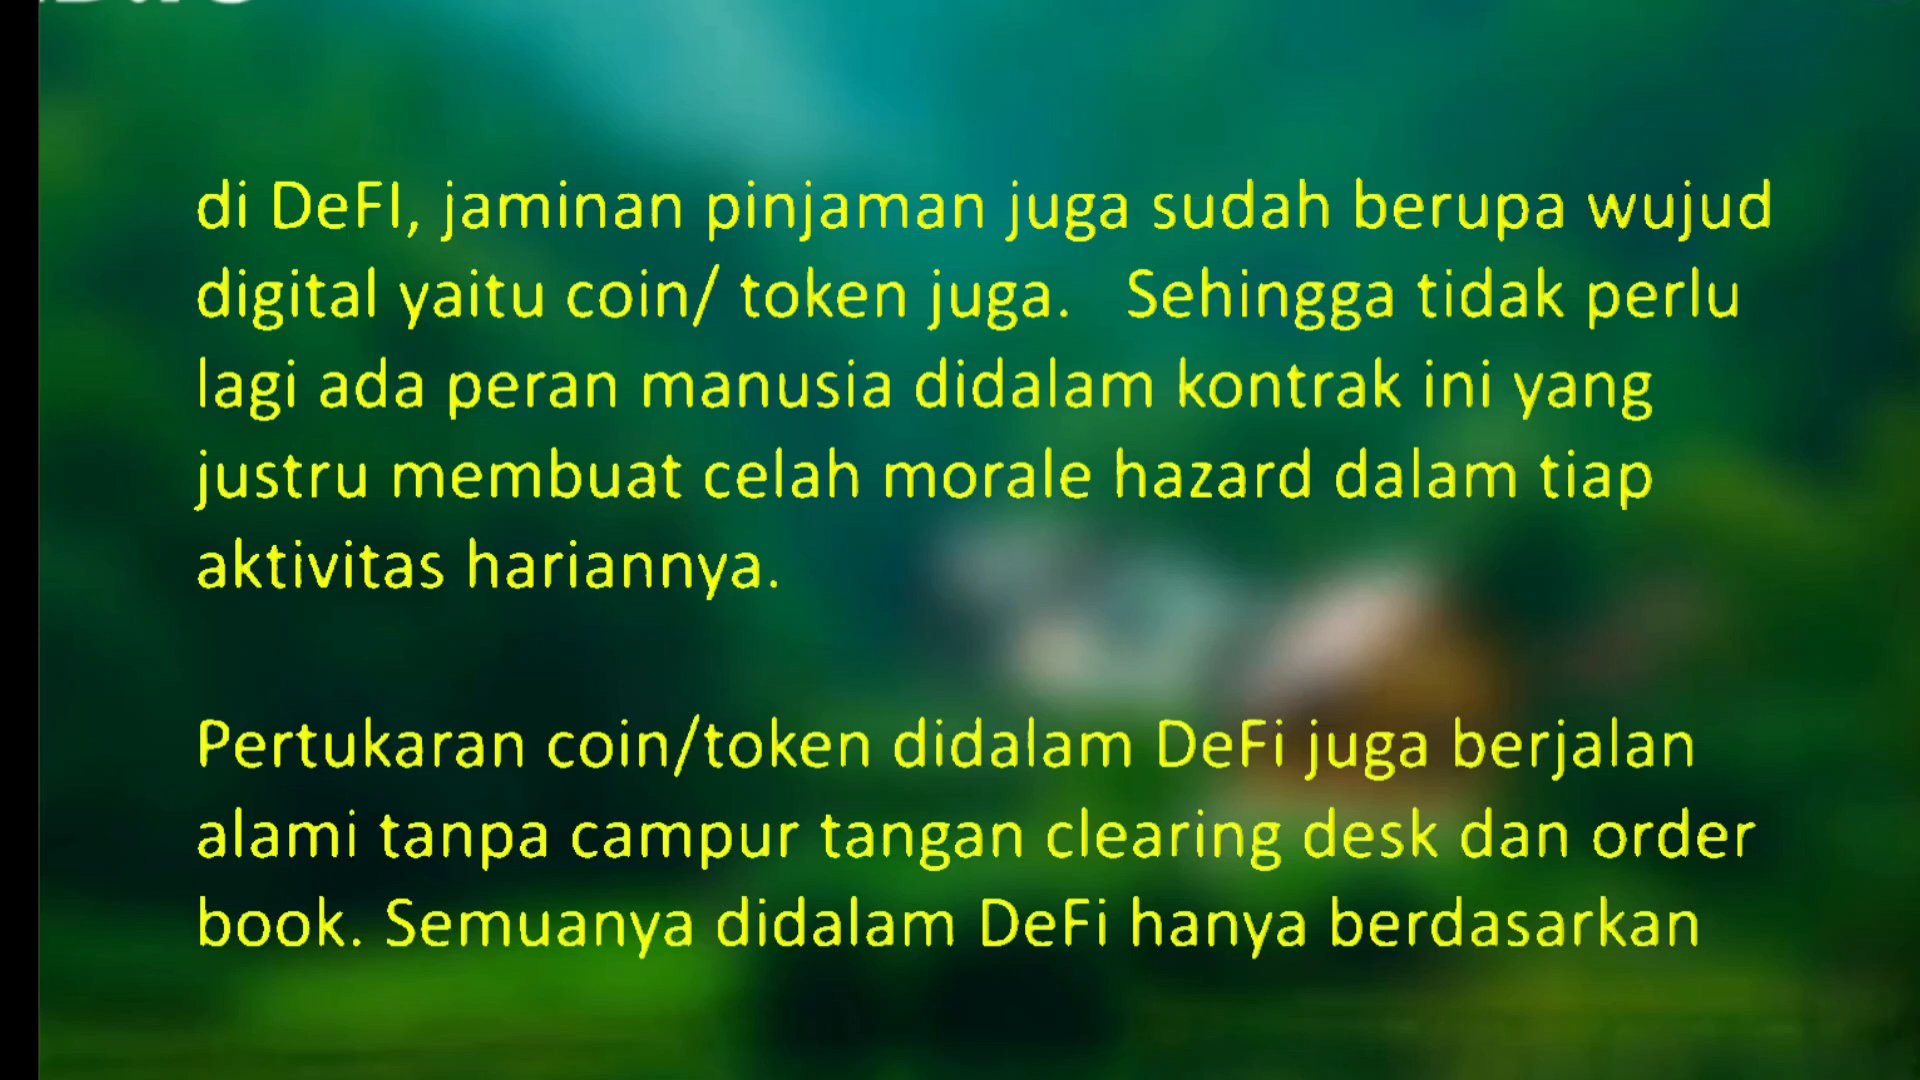 di DeFI, jaminan pinjaman juga sudah berupa wujud
digital yaitu coin/ token juga.   Sehingga tidak perlu
lagi ada peran manusia didalam kontrak ini yang
justru membuat celah morale hazard dalam tiap
aktivitas hariannya.
Pertukaran coin/token didalam DeFi juga berjalan
alami tanpa campur tangan clearing desk dan order
book. Semuanya didalam DeFi hanya berdasarkan